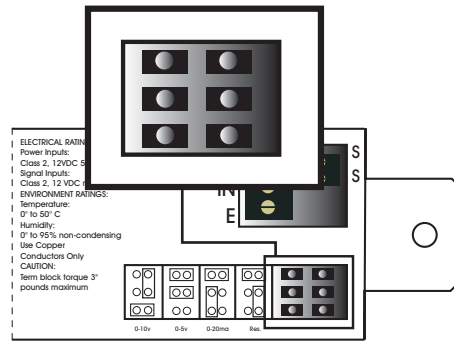 ELECTRICAL
Power Inputs:
Class 2, 12VDC
Signal Inputs:
Class 2, 12 VDC
ENVIRONMENT RATINGS:
Temperature:
0° to 50° C
Humidity:
0° to 95% non-condensing
Use Copper
Conductors Only
CAUTION:
Term block torque 3"
pounds maximum
S
S
IN
E
0-10v
0-5v
0-20ma
Res.